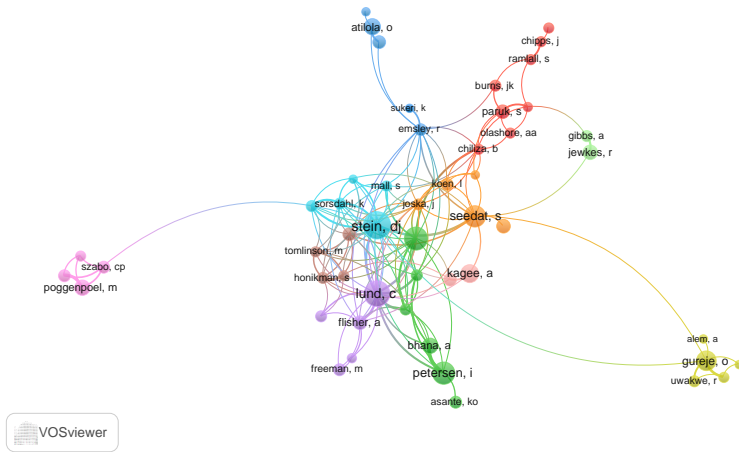 atilola, o
chipps, j
ramlall, s
burns, jk
sukeri, k
paruk, s
emsley, r
olashore, aa
gibbs, a
chiliza, b
jewkes, r
mall, s
koen, l
sorsdahl, k
joska, j
seedat, s
stein, dj
tomlinson, m
szabo, cp
honikman, s
kagee, a
poggenpoel, m
lund, c
flisher, a
alem, a
bhana, a
gureje, o
freeman, m
petersen, i
uwakwe, r
asante, ko
VOSviewer